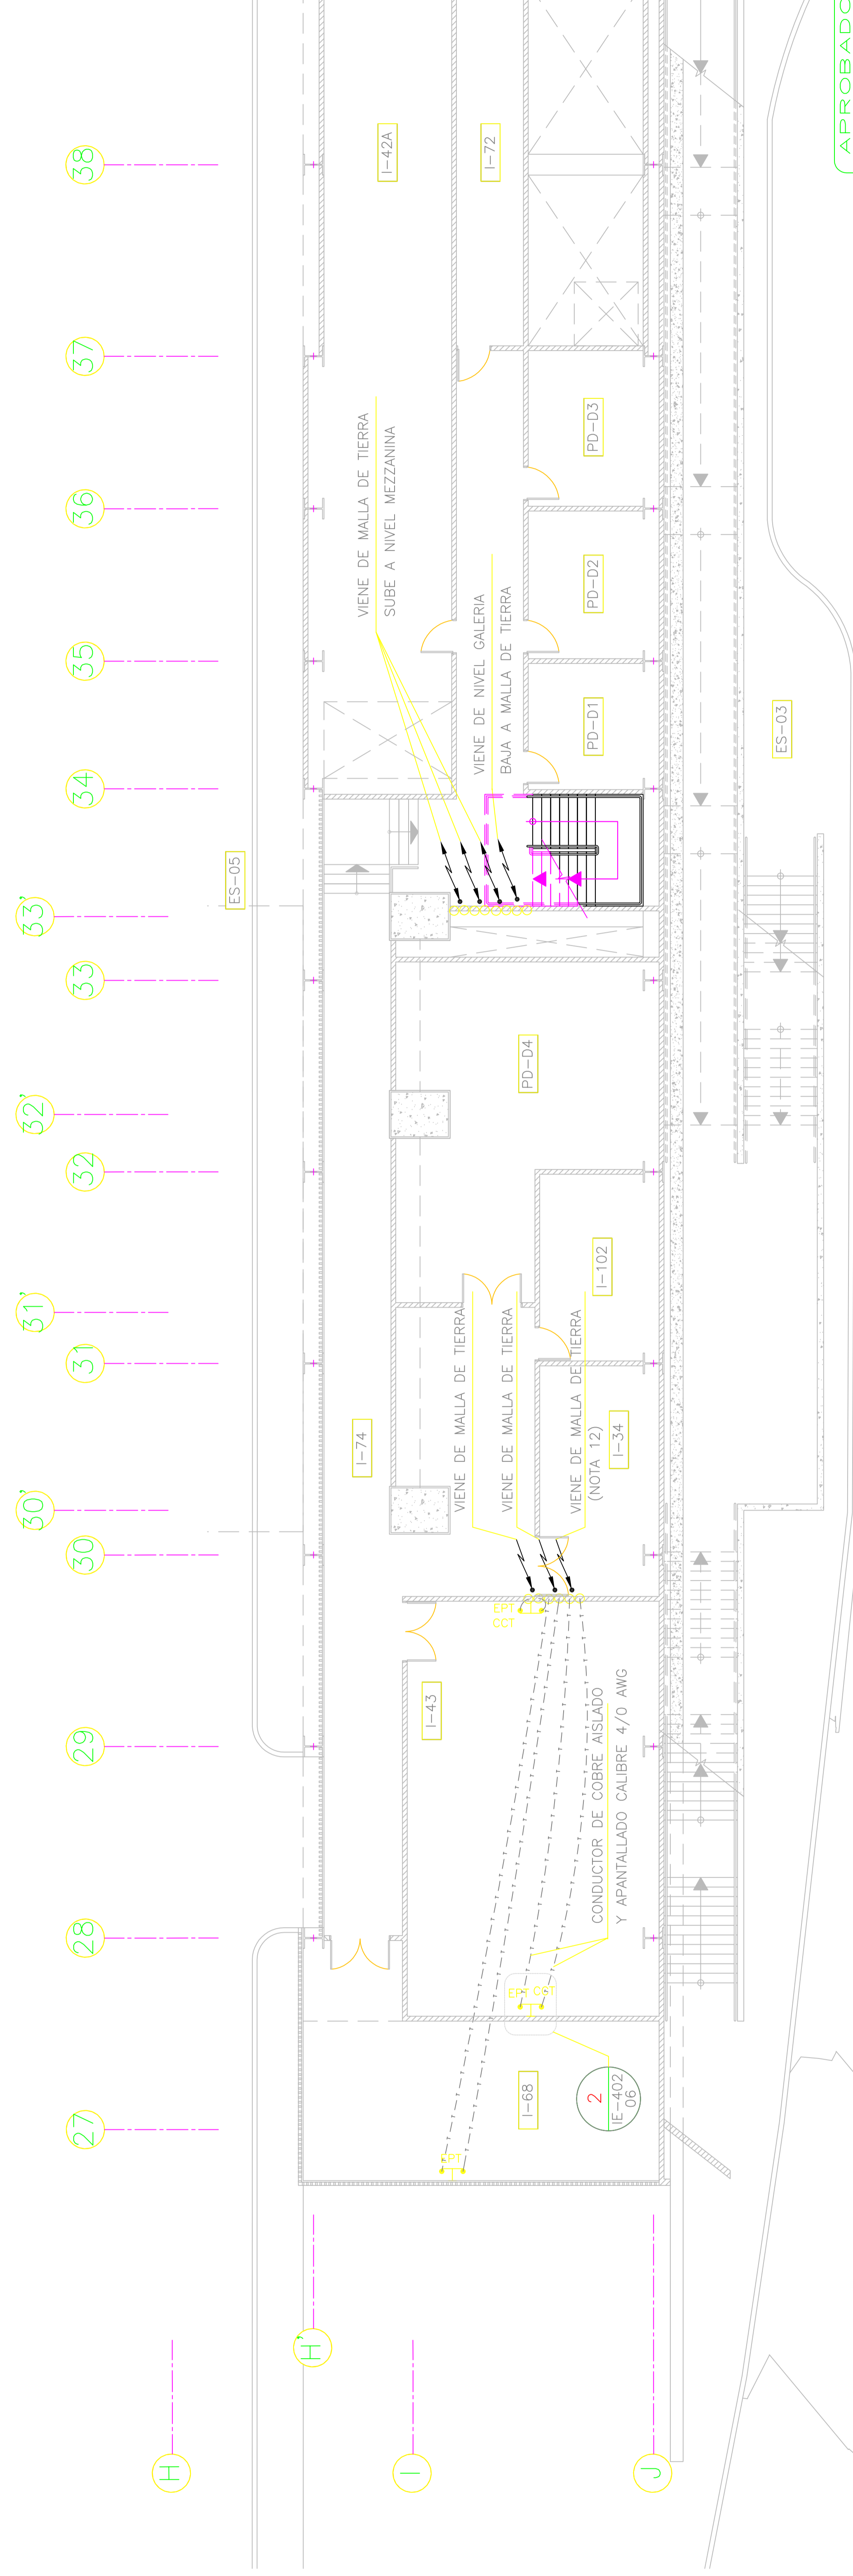 38
37
36
35
34
33'
33
32'
32
31'
31
30'
30
29
28
27
H
H'
I
J
I-42A
I-72
VIENE DE MALLA DE TIERRA
SUBE A NIVEL MEZZANINA
PD-D3
PD-D2
VIENE DE NIVEL GALERIA
BAJA A MALLA DE TIERRA
PD-D1
ES-03
ES-05
PD-D4
I-102
I-74
VIENE DE MALLA DE TIERRA
VIENE DE MALLA DE TIERRA
VIENE DE MALLA DE TIERRA
(NOTA 12)
I-34
EPT
CCT
I-43
CONDUCTOR DE COBRE AISLADO
Y APANTALLADO CALIBRE 4/0 AWG
EPT CCT
I-68
2
IE-402
06
EPT
APROBADO